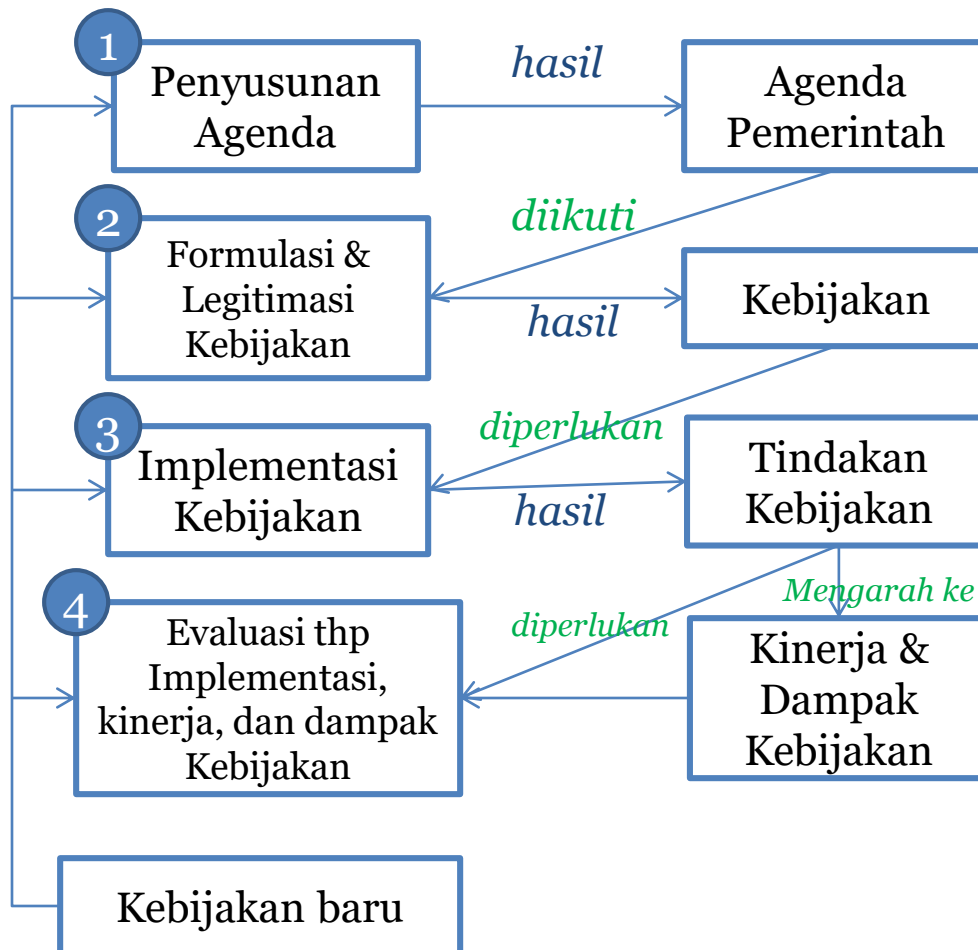 1
Penyusunan
Agenda
hasil
Agenda
Pemerintah
diikuti
2
Formulasi &
Legitimasi
Kebijakan
hasil
Kebijakan
diperlukan
3
Implementasi
Kebijakan
hasil
Tindakan
Kebijakan
Mengarah ke
diperlukan
4
Evaluasi thp
Implementasi,
kinerja, dan dampak
Kebijakan
Kinerja &
Dampak
Kebijakan
Kebijakan baru